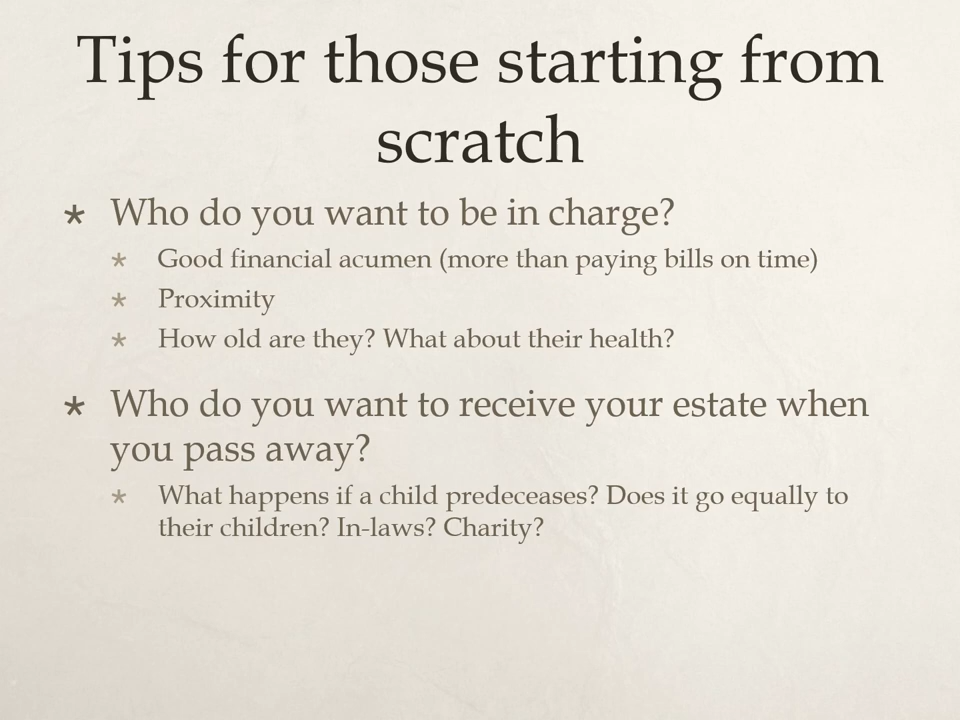 Tips for those starting from
scratch
* Who do you want to be in charge?
* Good financial acumen (more than paying bills on time)
* Proximity
* How old are they? What about their health?
* Who do you want to receive your estate when
you pass away?
* What happens if a child predeceases? Does it go equally to
their children? In-laws? Charity?